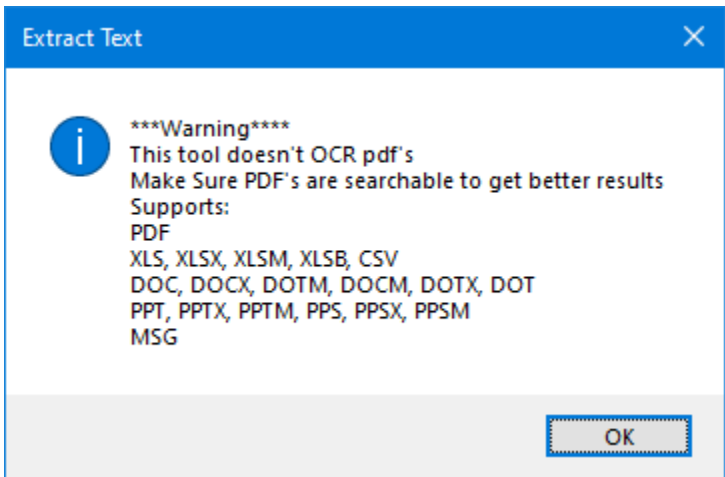 Extract Text
***Warning****
This tool doesn't OCR pdf's
Make Sure PDF's are searchable to get better results
Supports:
PDF
XLS, XLSX, XLSM, XLSB, CSV
DOC, DOCX, DOTM, DOCM, DOTX, DOT
PPT, PPTX, PPTM, PPS, PPSX, PPSM
MSG
OK